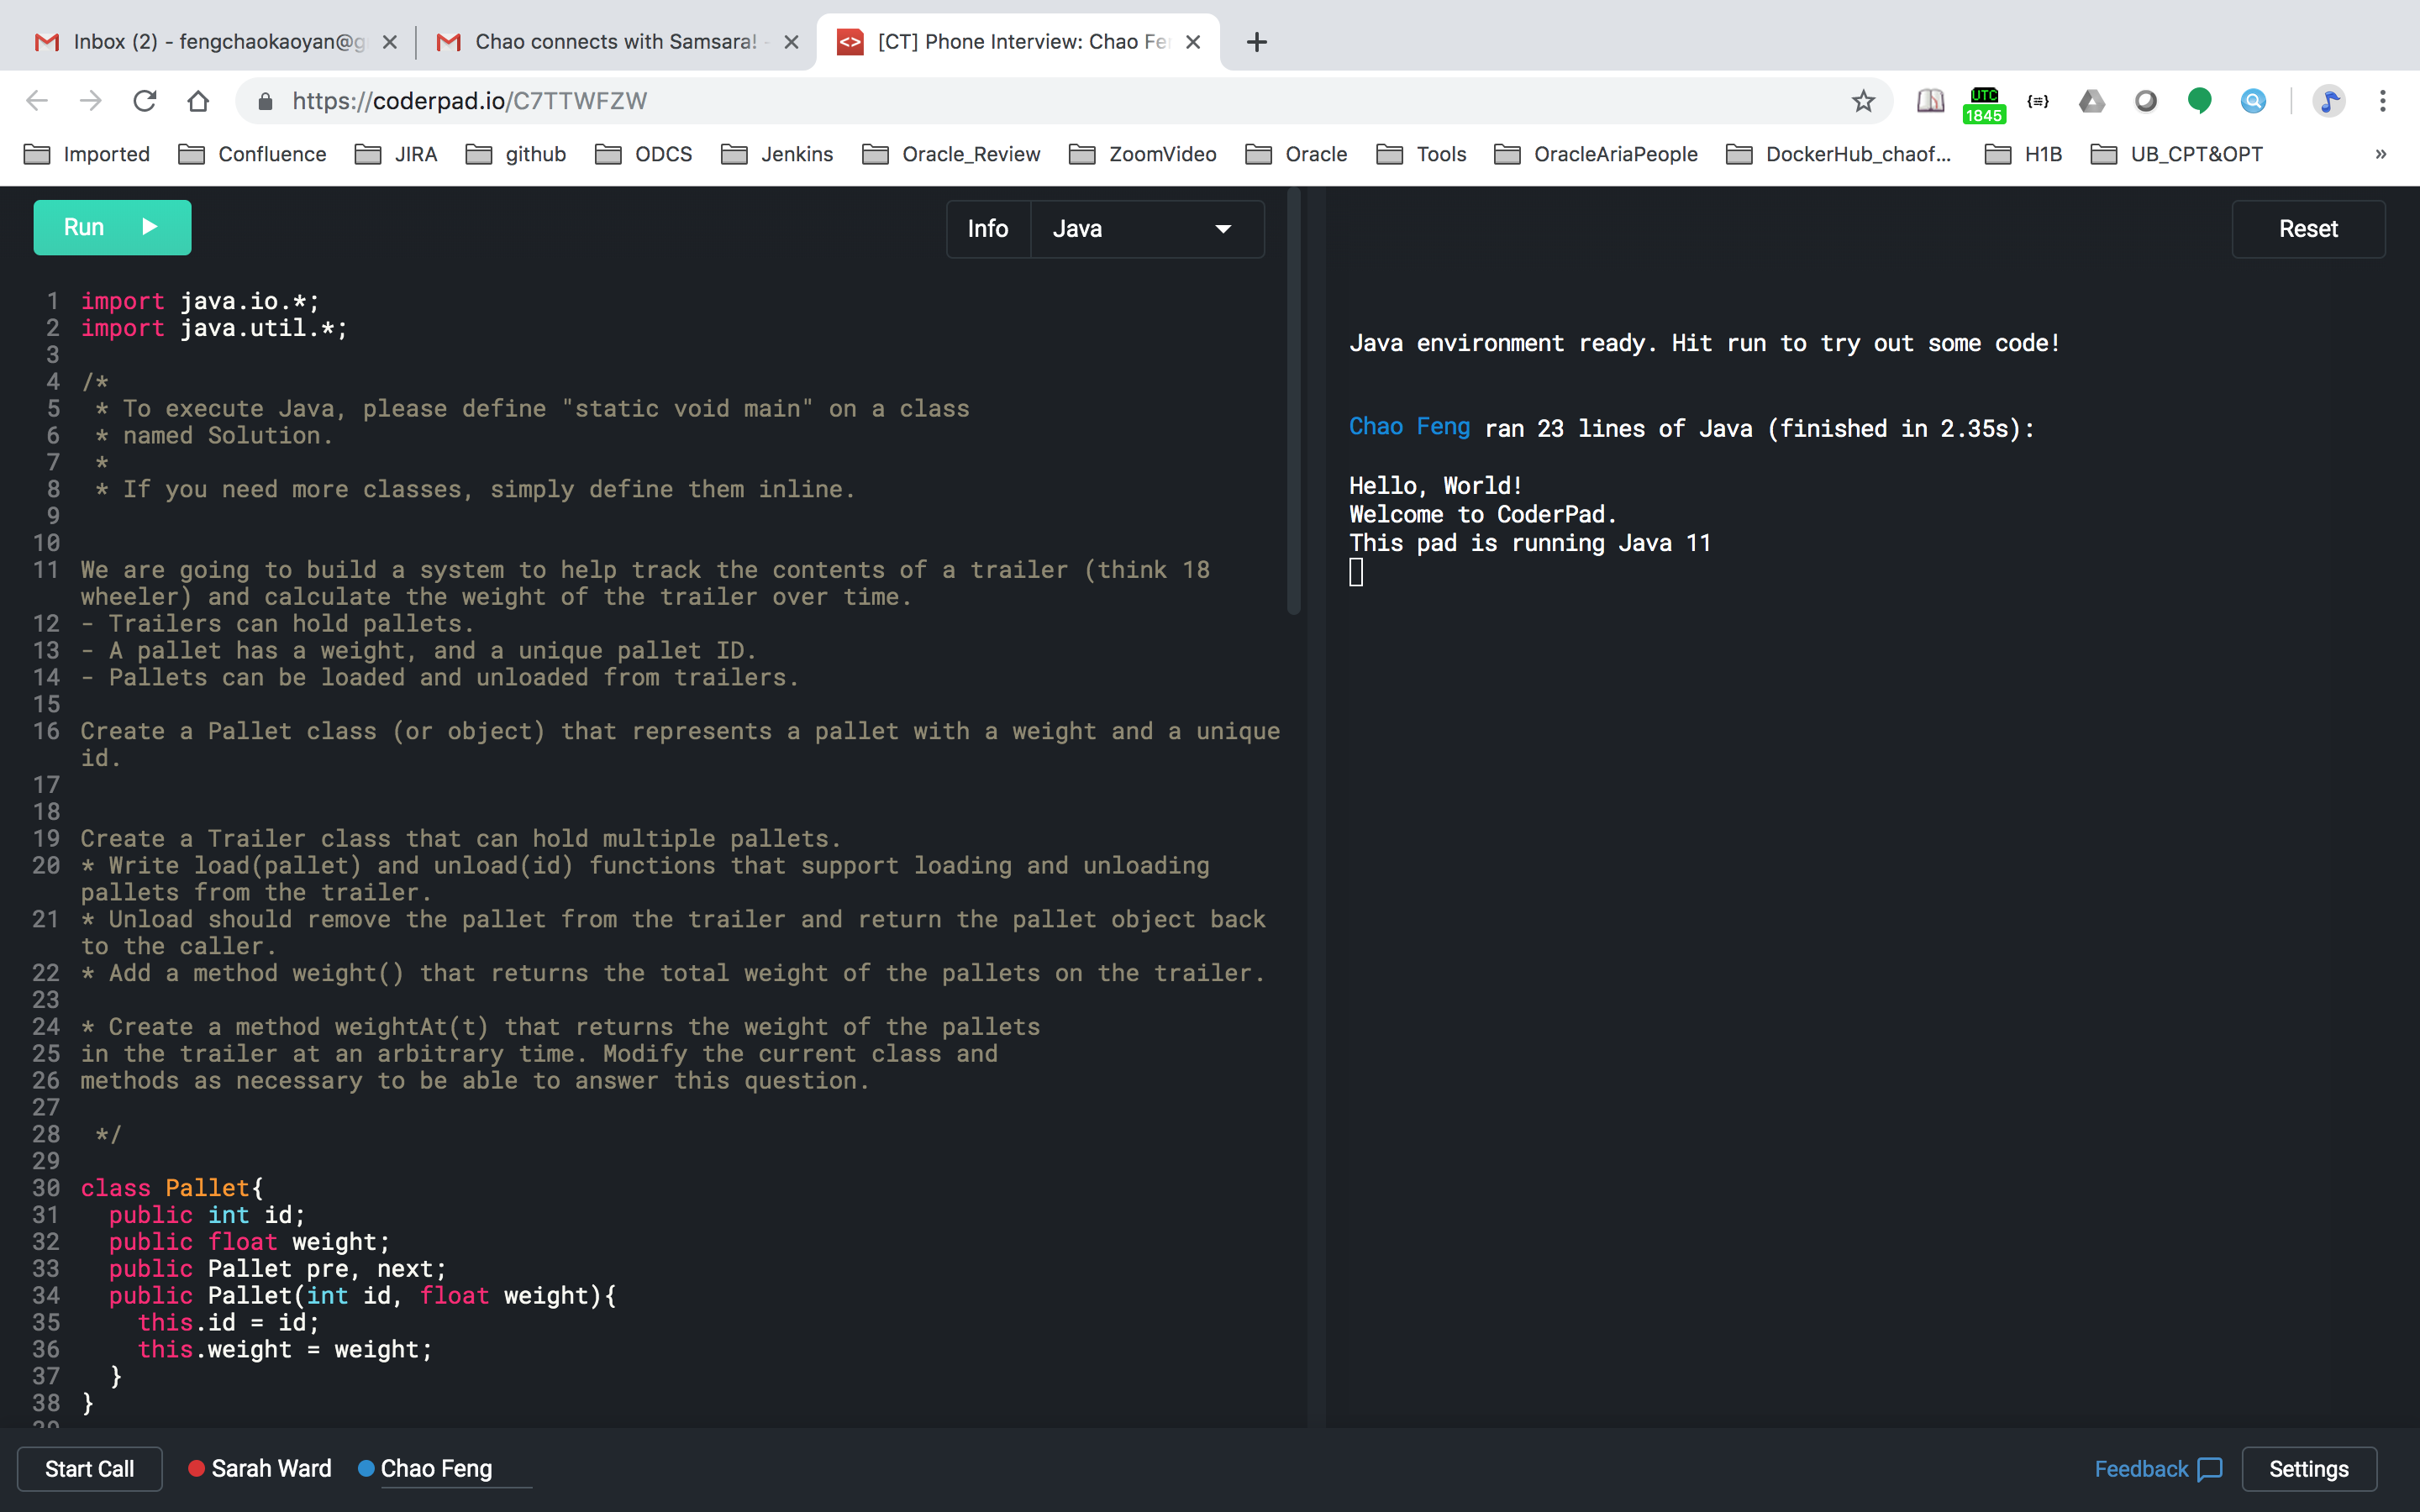 Inbox (2) - fengchaokaoyan@g
Chao connects with Samsara! -
[CT] Phone Interview: Chao Fe
https://coderpad.io/C7TTWFZW
UTC
1845
Imported
Confluence
JIRA
github
ODCS
Jenkins
Oracle_Review
ZoomVideo
Oracle
Tools
OracleAriaPeople
DockerHub_chaof...
H1B
UB_CPT&OPT
»
Run
Info
Java
Reset
1 import java.io.*;
2 import java.util.*;
3
4 /*
5  * To execute Java, please define "static void main" on a class
6  * named Solution.
7  *
8  * If you need more classes, simply define them inline.
9
10
11 We are going to build a system to help track the contents of a trailer (think 18
wheeler) and calculate the weight of the trailer over time.
12 - Trailers can hold pallets.
13 - A pallet has a weight, and a unique pallet ID.
14 - Pallets can be loaded and unloaded from trailers.
15
16 Create a Pallet class (or object) that represents a pallet with a weight and a unique
id.
17
18
19 Create a Trailer class that can hold multiple pallets.
20 * Write load(pallet) and unload(id) functions that support loading and unloading
pallets from the trailer.
21 * Unload should remove the pallet from the trailer and return the pallet object back
to the caller.
22 * Add a method weight() that returns the total weight of the pallets on the trailer.
23
24 * Create a method weightAt(t) that returns the weight of the pallets
25 in the trailer at an arbitrary time. Modify the current class and
26 methods as necessary to be able to answer this question.
27
28  */
29
30 class Pallet{
31   public int id;
32   public float weight;
33   public Pallet pre, next;
34   public Pallet(int id, float weight){
35     this.id = id;
36     this.weight = weight;
37   }
38 }
Java environment ready. Hit run to try out some code!
Chao Feng ran 23 lines of Java (finished in 2.35s):
Hello, World!
Welcome to CoderPad.
This pad is running Java 11
Start Call
Sarah Ward
Chao Feng
Feedback
Settings